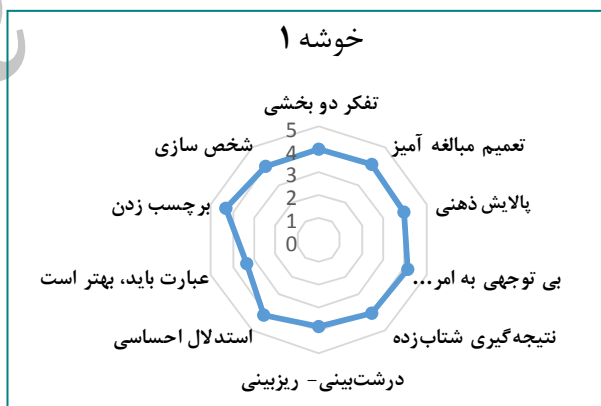 خوشه ۱
تفکر دو بخشی
تعمیم مبالغه آمیز
پالایش ذهنی
بی توجهی به امر...
نتیجه‌گیری شتاب‌زده
درشت‌بینی- ریزبینی
استدلال احساسی
عبارت باید، بهتر است
برچسب زدن
شخص سازی
5
4
3
2
1
0